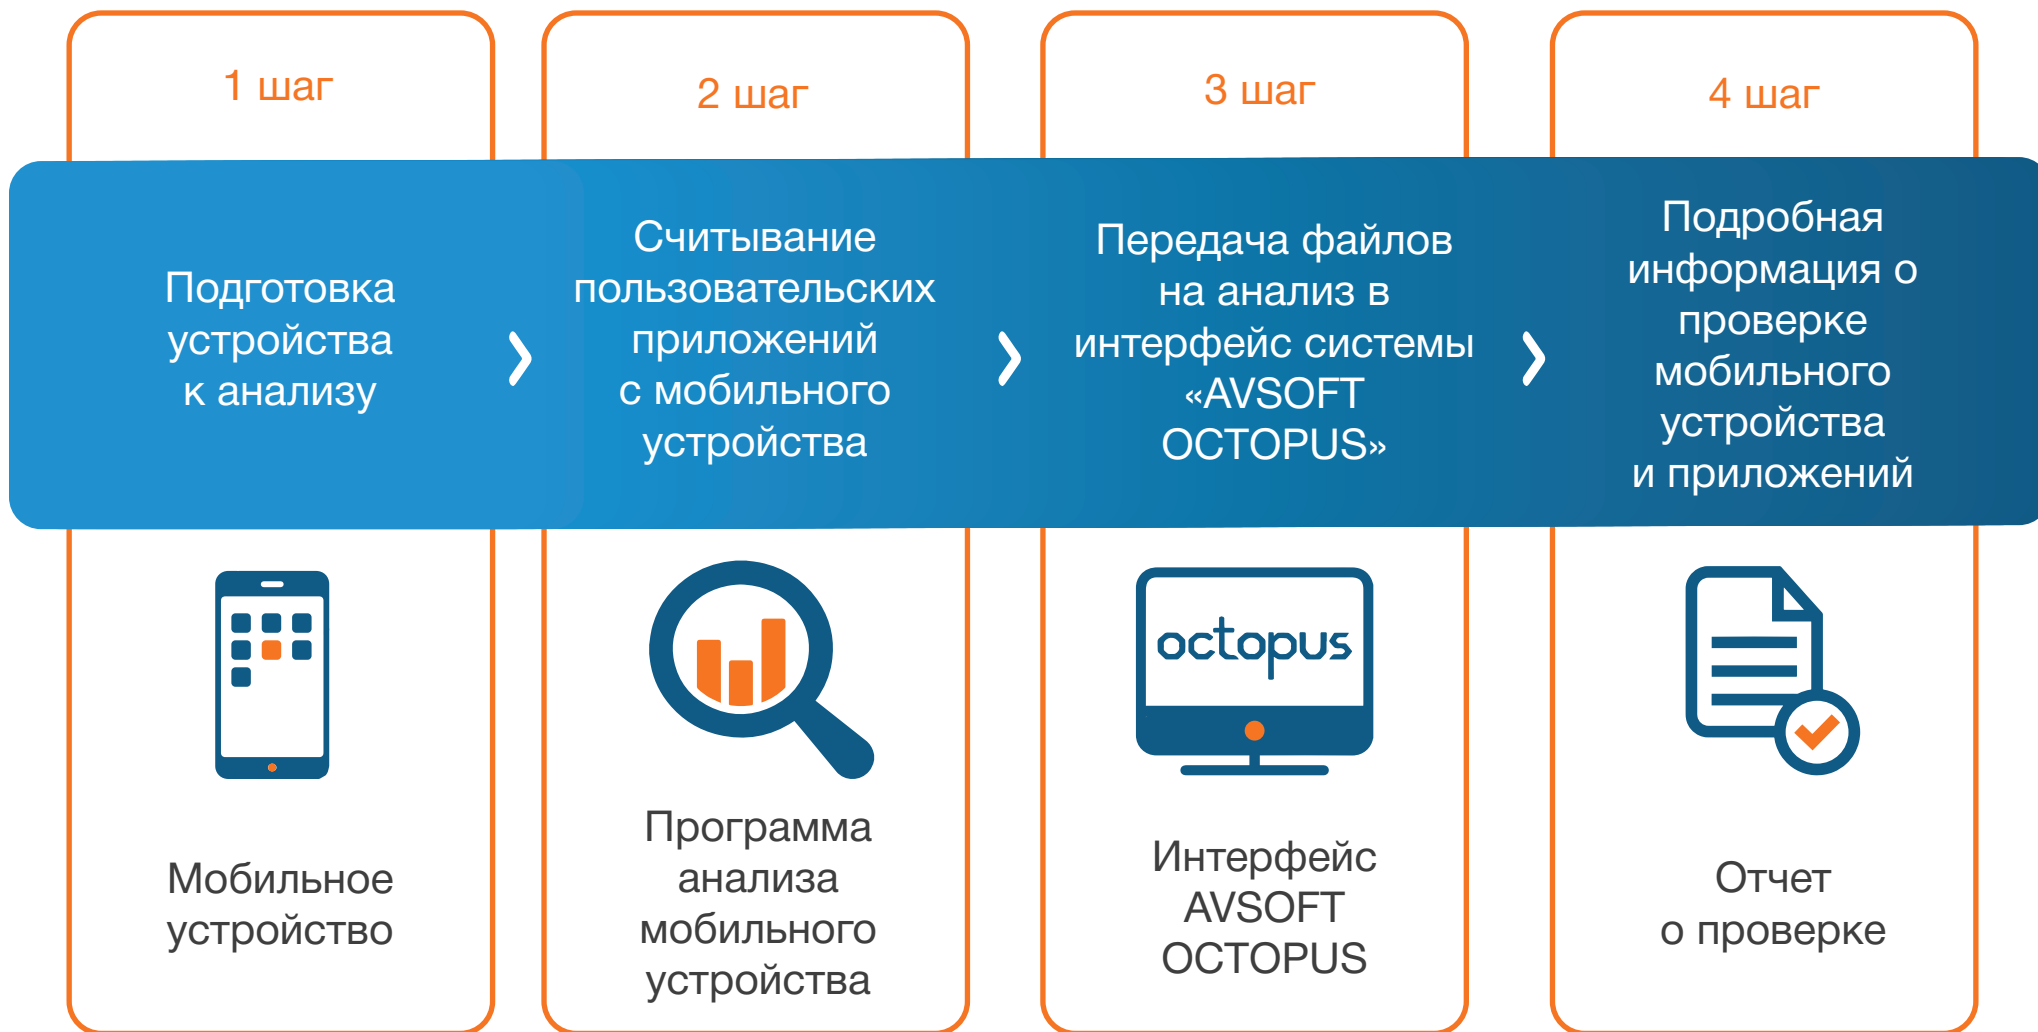 1 шаг
Подготовка
устройства
к анализу
Мобильное
устройство
2 шаг
Считывание
пользовательских
приложений
с мобильного
устройства
Программа
анализа
мобильного
устройства
3 шаг
Передача файлов
на анализ в
интерфейс системы
«AVSOFT
OCTOPUS»
octopus
Интерфейс
AVSOFT
OCTOPUS
4 шаг
Подробная
информация о
проверке
мобильного
устройства
и приложений
Отчет
о проверке